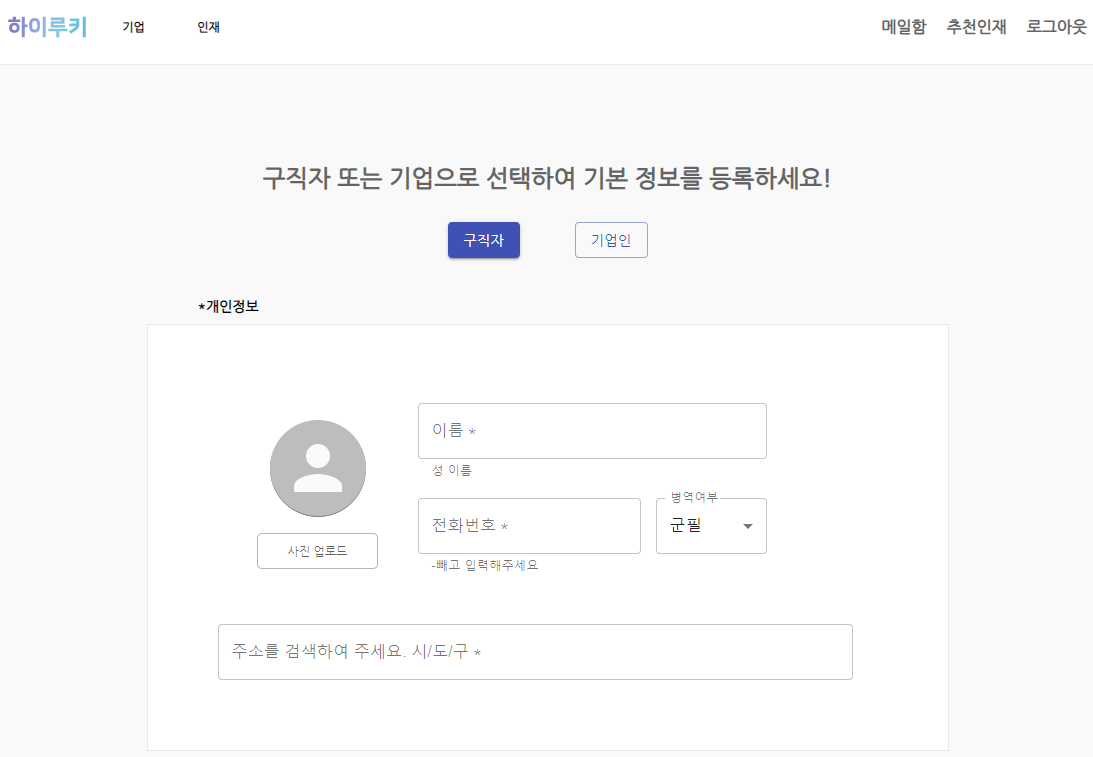 하이루키 기업 인재 메일함 추천인재 로그아웃
구직자 또는 기업으로 선택하여 기본 정보를 등록하세요!
구직자 기업인
*개인정보
이름 *
성 이름
병역여부
전화번호 * 군필
-빼고 입력해주세요
사진 업로드
주소를 검색하여 주세요. 시/도/구 *